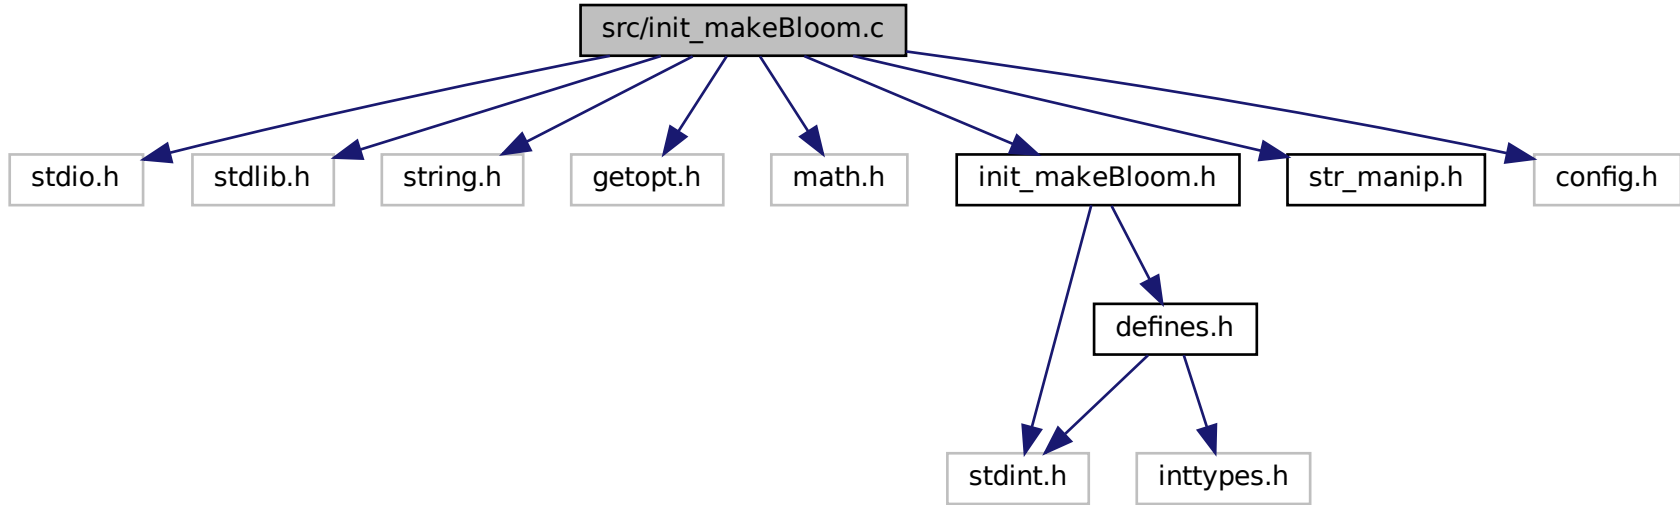 src/init_makeBloom.c
stdio.h
stdlib.h
string.h
getopt.h
math.h
init_makeBloom.h
str_manip.h
config.h
defines.h
stdint.h
inttypes.h